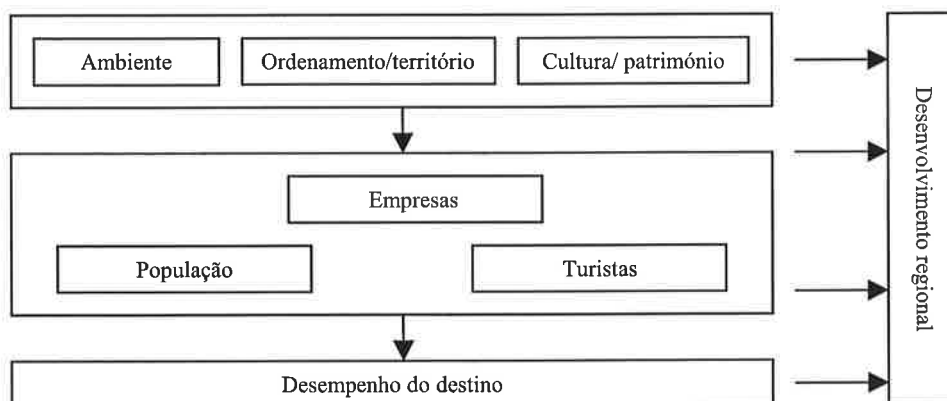 Ambiente
Ordenamento/território
Cultura/ património
Empresas
População
Turistas
Desempenho do destino
Desenvolvimento regional